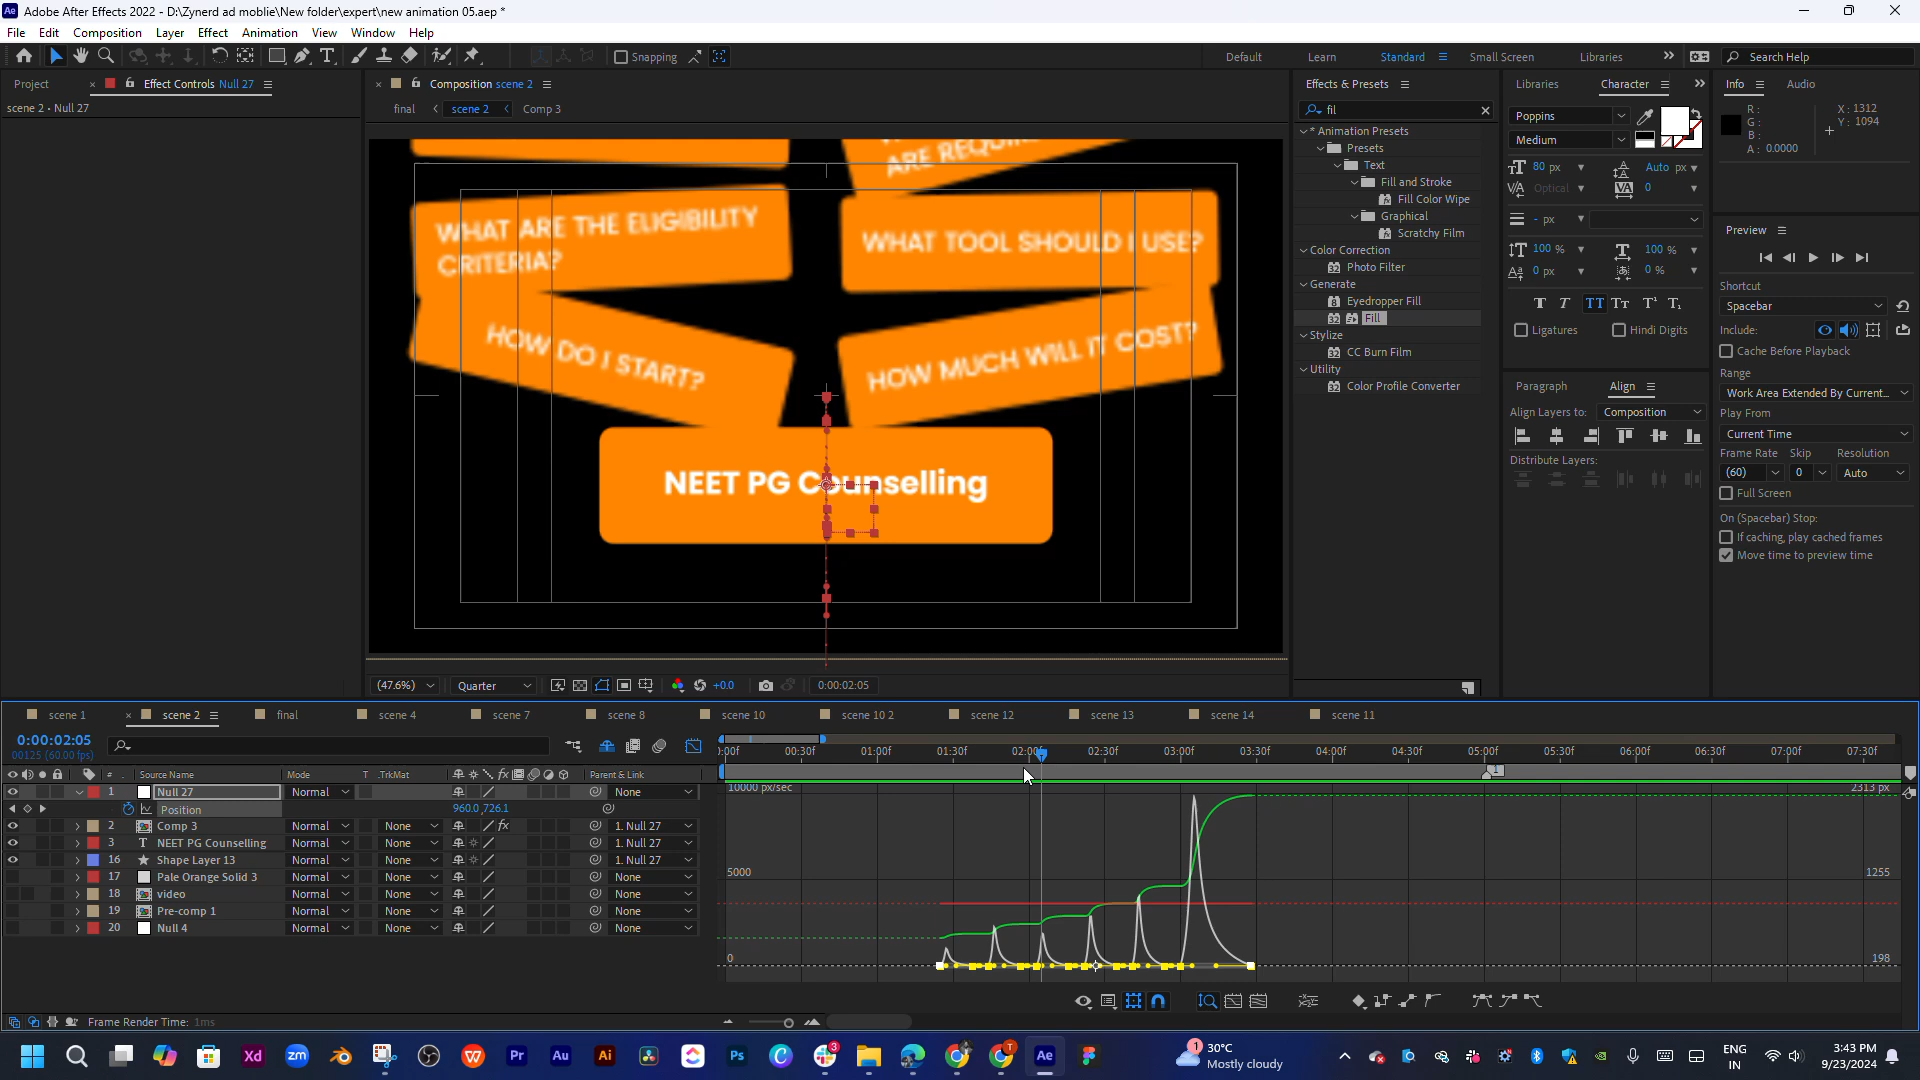 Adobe After Effects 2022 - D:\Zynerd ad moblie\New folder\expert\new animation 05.aep *
File Edit Composition Layer Effect Animation View Window Help
Snapping Default Learn Standard Small Screen Libraries Search Help
Project Effect Controls Null 27
scene 2 • Null 27
Composition scene 2
final scene 2 Comp 3
WHAT ARE THE ELIGIBILITY
CRITERIA?
WHAT TOOL SHOULD I USE?
HOW DO I START?
HOW MUCH WILL IT COST?
NEET PG Counselling
(47.6%) Quarter +0.0 0:00:02:05
Effects & Presets
fil
* Animation Presets
Presets
Text
Fill and Stroke
Fill Color Wipe
Graphical
Scratchy Film
Color Correction
Photo Filter
Generate
Eyedropper Fill
Fill
Stylize
CC Burn Film
Utility
Color Profile Converter
Libraries Character
Poppins
Medium
80 px Auto px
Optical 0
- px
100 % 100 %
0 px 0 %
Ligatures Hindi Digits
Paragraph Align
Align Layers to: Composition
Distribute Layers:
Info Audio
R:
G:
B:
A: 0.0000
X: 1312
Y: 1094
Preview
Shortcut
Spacebar
Include:
Cache Before Playback
Range
Work Area Extended By Current...
Play From
Current Time
Frame Rate Skip Resolution
(60) 0 Auto
Full Screen
On (Spacebar) Stop:
If caching, play cached frames
Move time to preview time
scene 1 scene 2 final scene 4 scene 7 scene 8 scene 10 scene 10 2 scene 12 scene 13 scene 14 scene 11
0:00:02:05
00125 (60.00 fps)
# Source Name Mode T .TrkMat Parent & Link
1 Null 27 Normal None
Position 960.0,726.1
2 Comp 3 Normal None 1. Null 27
3 T NEET PG Counselling Normal None 1. Null 27
16 Shape Layer 13 Normal None 1. Null 27
17 Pale Orange Solid 3 Normal None None
18 video Normal None None
19 Pre-comp 1 Normal None None
20 Null 4 Normal None None
):00f 00:30f 01:00f 01:30f 02:00f 02:30f 03:00f 03:30f 04:00f 04:30f 05:00f 05:30f 06:00f 06:30f 07:00f 07:30f
1
10000 px/sec 2313 px
5000 1255
0 198
Frame Render Time: 1ms
30°C
Mostly cloudy
ENG
IN
3:43 PM
9/23/2024